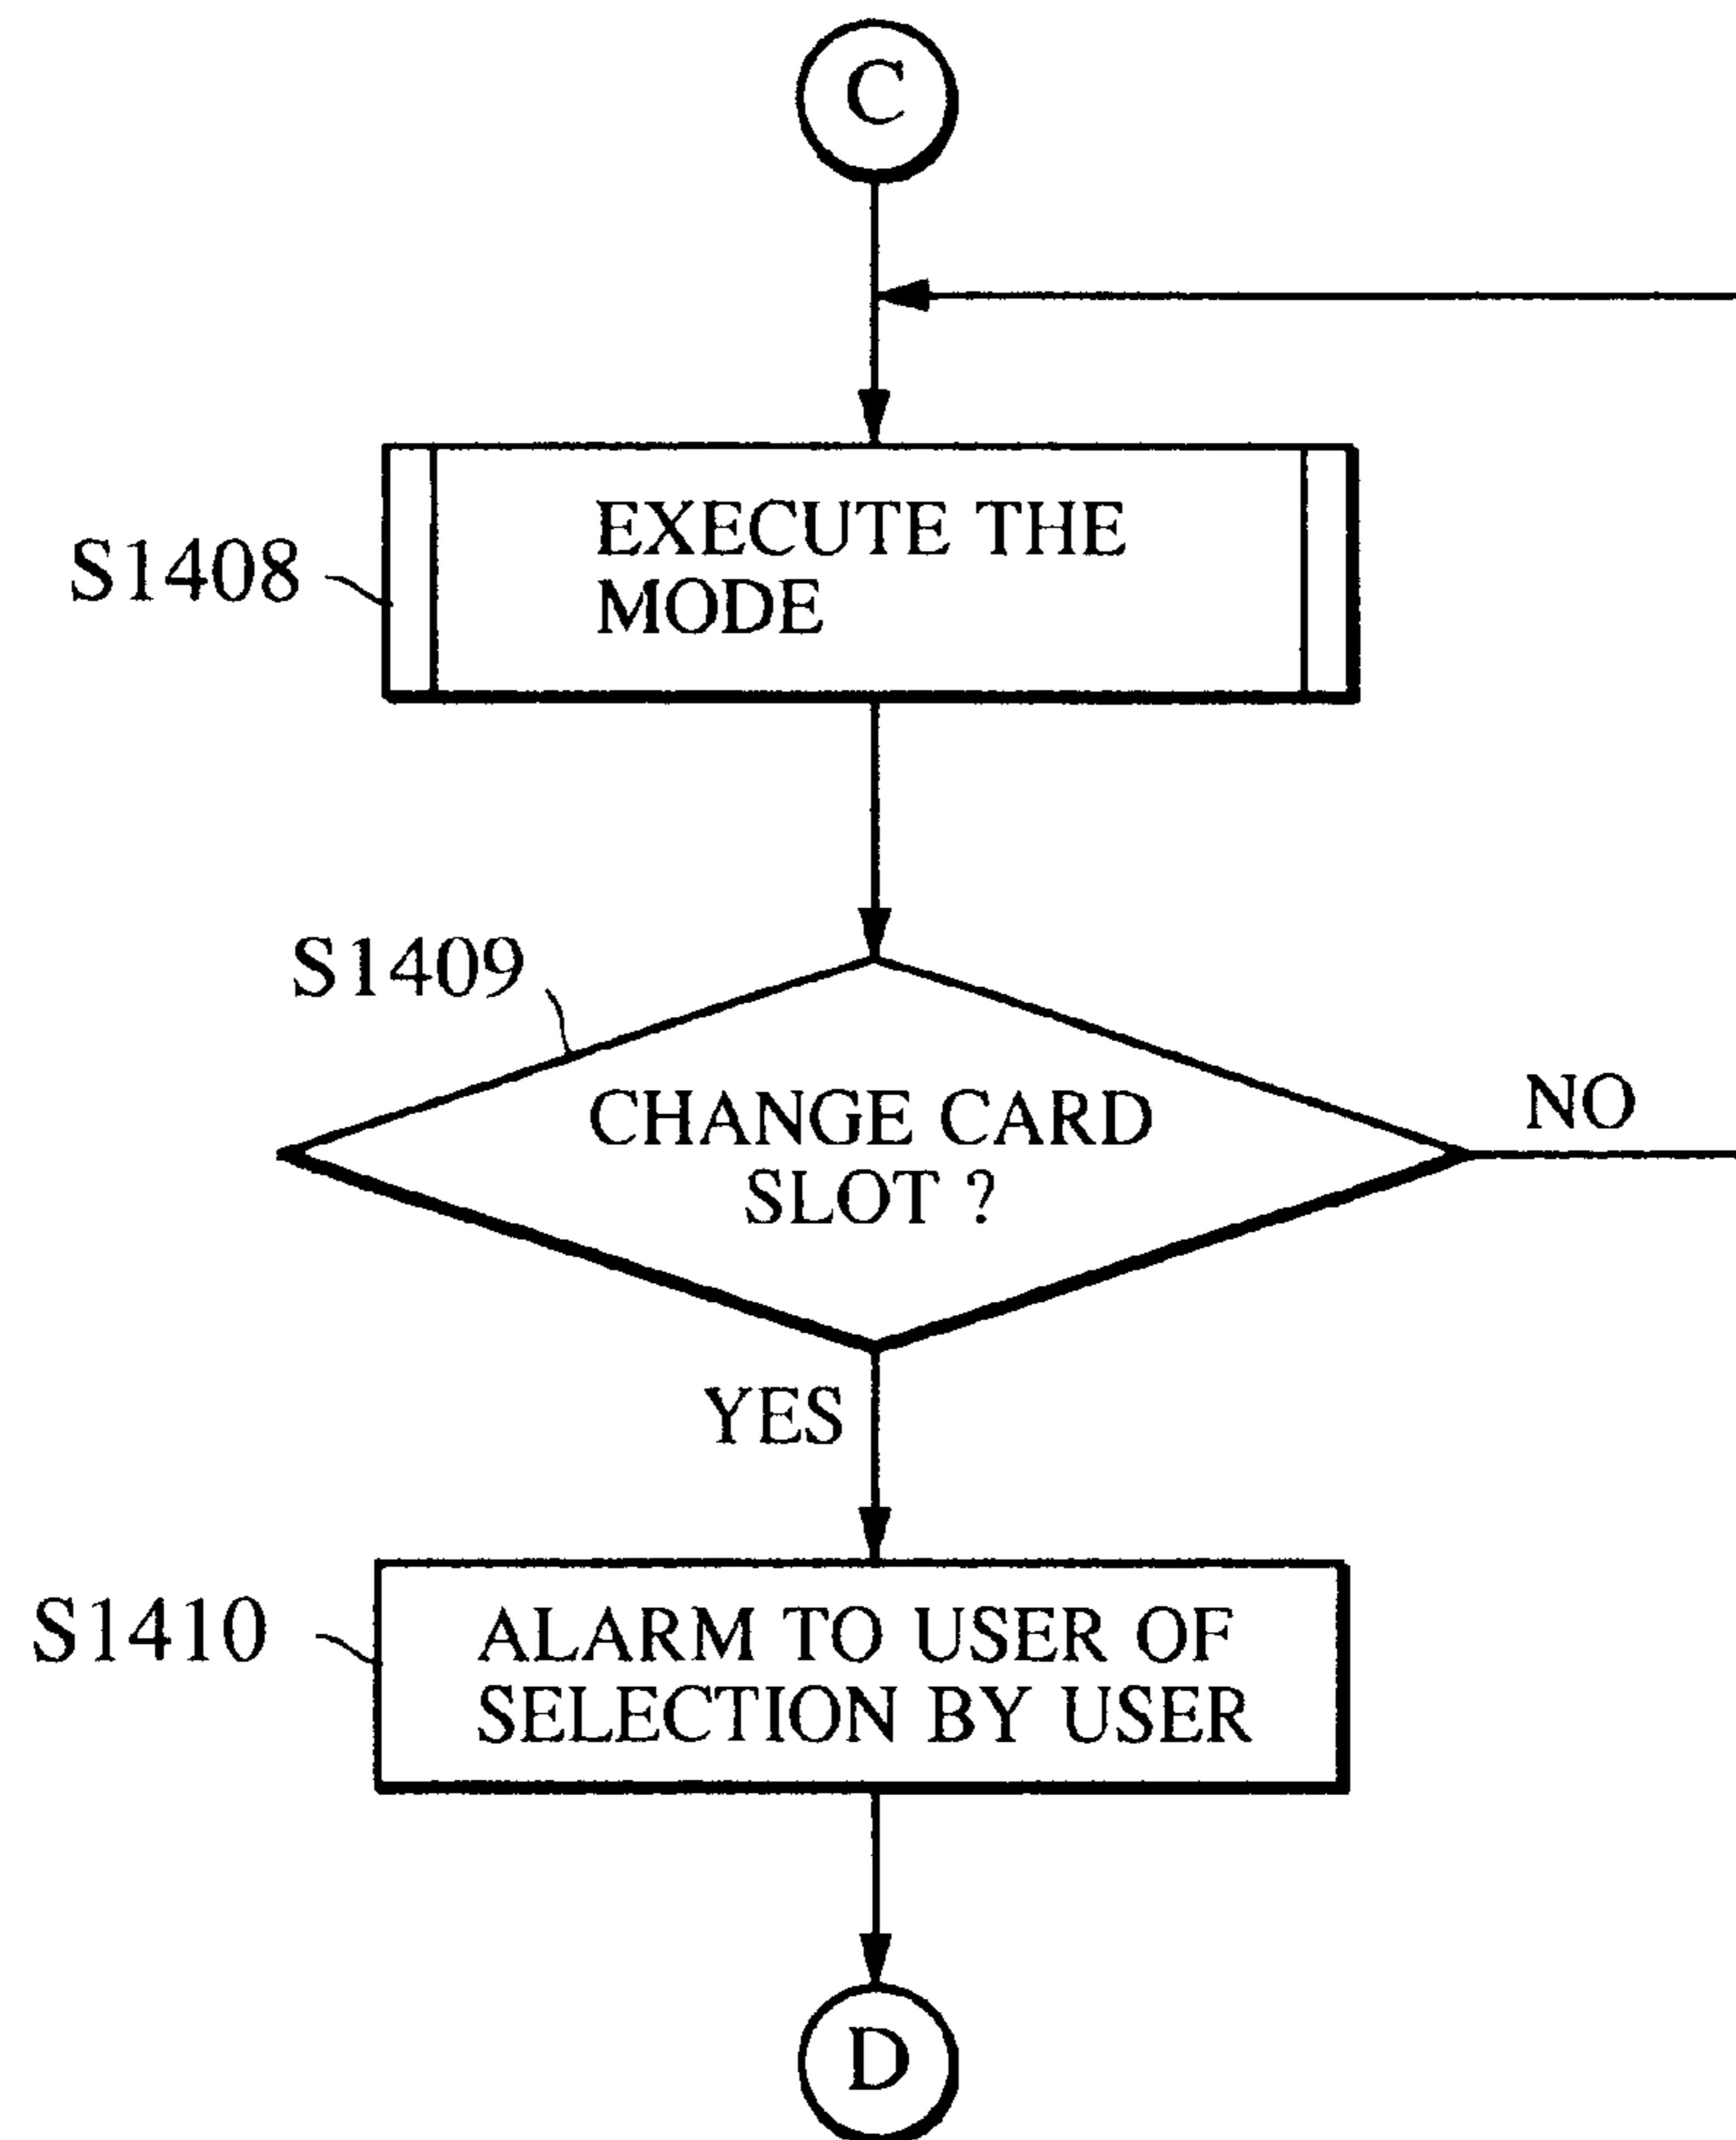 C
EXECUTE THE
MODE
S1408
S1409
CHANGE CARD
SLOT ?
NO
YES
S1410
ALARM TO USER OF
SELECTION BY USER
D